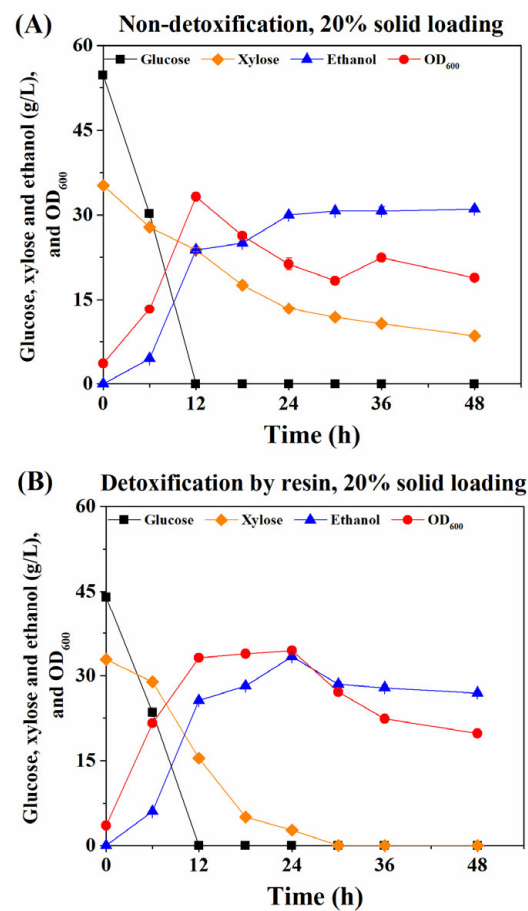 (A) Non-detoxification, 20% solid loading
Glucose Xylose Ethanol OD600
60
45
30
15
0
Glucose, xylose and ethanol (g/L),
and OD600
0 12 24 36 48
Time (h)
(B) Detoxification by resin, 20% solid loading
Glucose Xylose Ethanol OD600
60
45
30
15
0
Glucose, xylose and ethanol (g/L),
and OD600
0 12 24 36 48
Time (h)